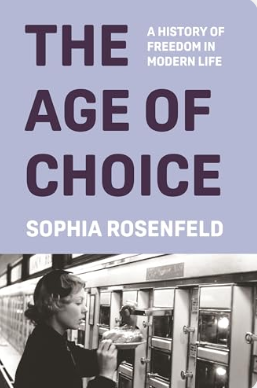 THE
AGE OF
CHOICE
A HISTORY OF
FREEDOM IN
MODERN LIFE
SOPHIA ROSENFELD